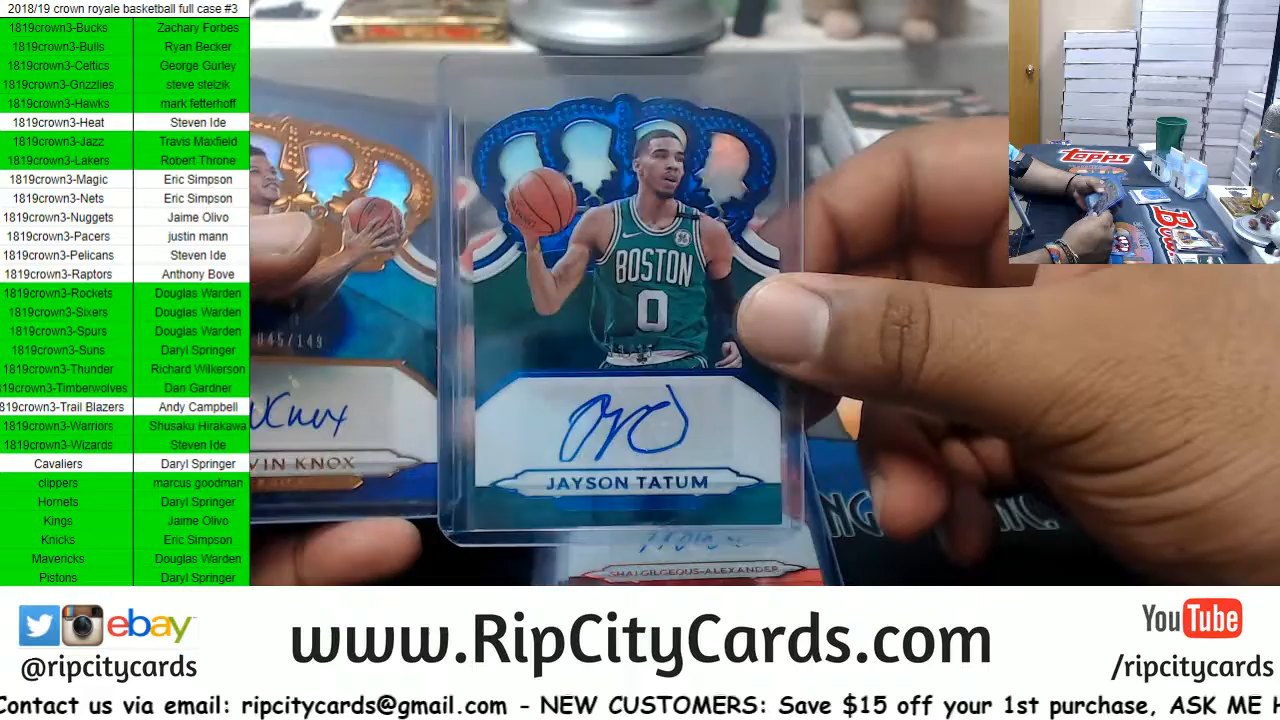 2018/19 crown royale basketball full case #3
1819crown3-Bucks Zachary Forbes
1819crown3-Bulls Ryan Becker
1819crown3-Celtics George Gurley
1819crown3-Grizzlies steve stelzik
1819crown3-Hawks mark fetterhoff
1819crown3-Heat Steven Ide
1819crown3-Jazz Travis Maxfield
1819crown3-Lakers Robert Throne
1819crown3-Magic Eric Simpson
1819crown3-Nets Eric Simpson
1819crown3-Nuggets Jaime Olivo
1819crown3-Pacers justin mann
1819crown3-Pelicans Steven Ide
1819crown3-Raptors Anthony Bove
1819crown3-Rockets Douglas Warden
1819crown3-Sixers Douglas Warden
1819crown3-Spurs Douglas Warden
1819crown3-Suns Daryl Springer
1819crown3-Thunder Richard Wilkerson
1819crown3-Timberwolves Dan Gardner
819crown3-Trail Blazers Andy Campbell
1819crown3-Warriors Shusaku Hirakawa
1819crown3-Wizards Steven Ide
Cavaliers Daryl Springer
clippers marcus goodman
Hornets Daryl Springer
Kings Jaime Olivo
Knicks Eric Simpson
Mavericks Douglas Warden
Pistons Daryl Springer
045/149
VIN KNOX
BOSTON
0
GE
JAYSON TATUM
SHAI GILGEOUS-ALEXANDER
topps
ebay
@ripcitycards
www.RipCityCards.com
YouTube
/ripcitycards
Contact us via email: ripcitycards@gmail.com - NEW CUSTOMERS: Save $15 off your 1st purchase, ASK ME H